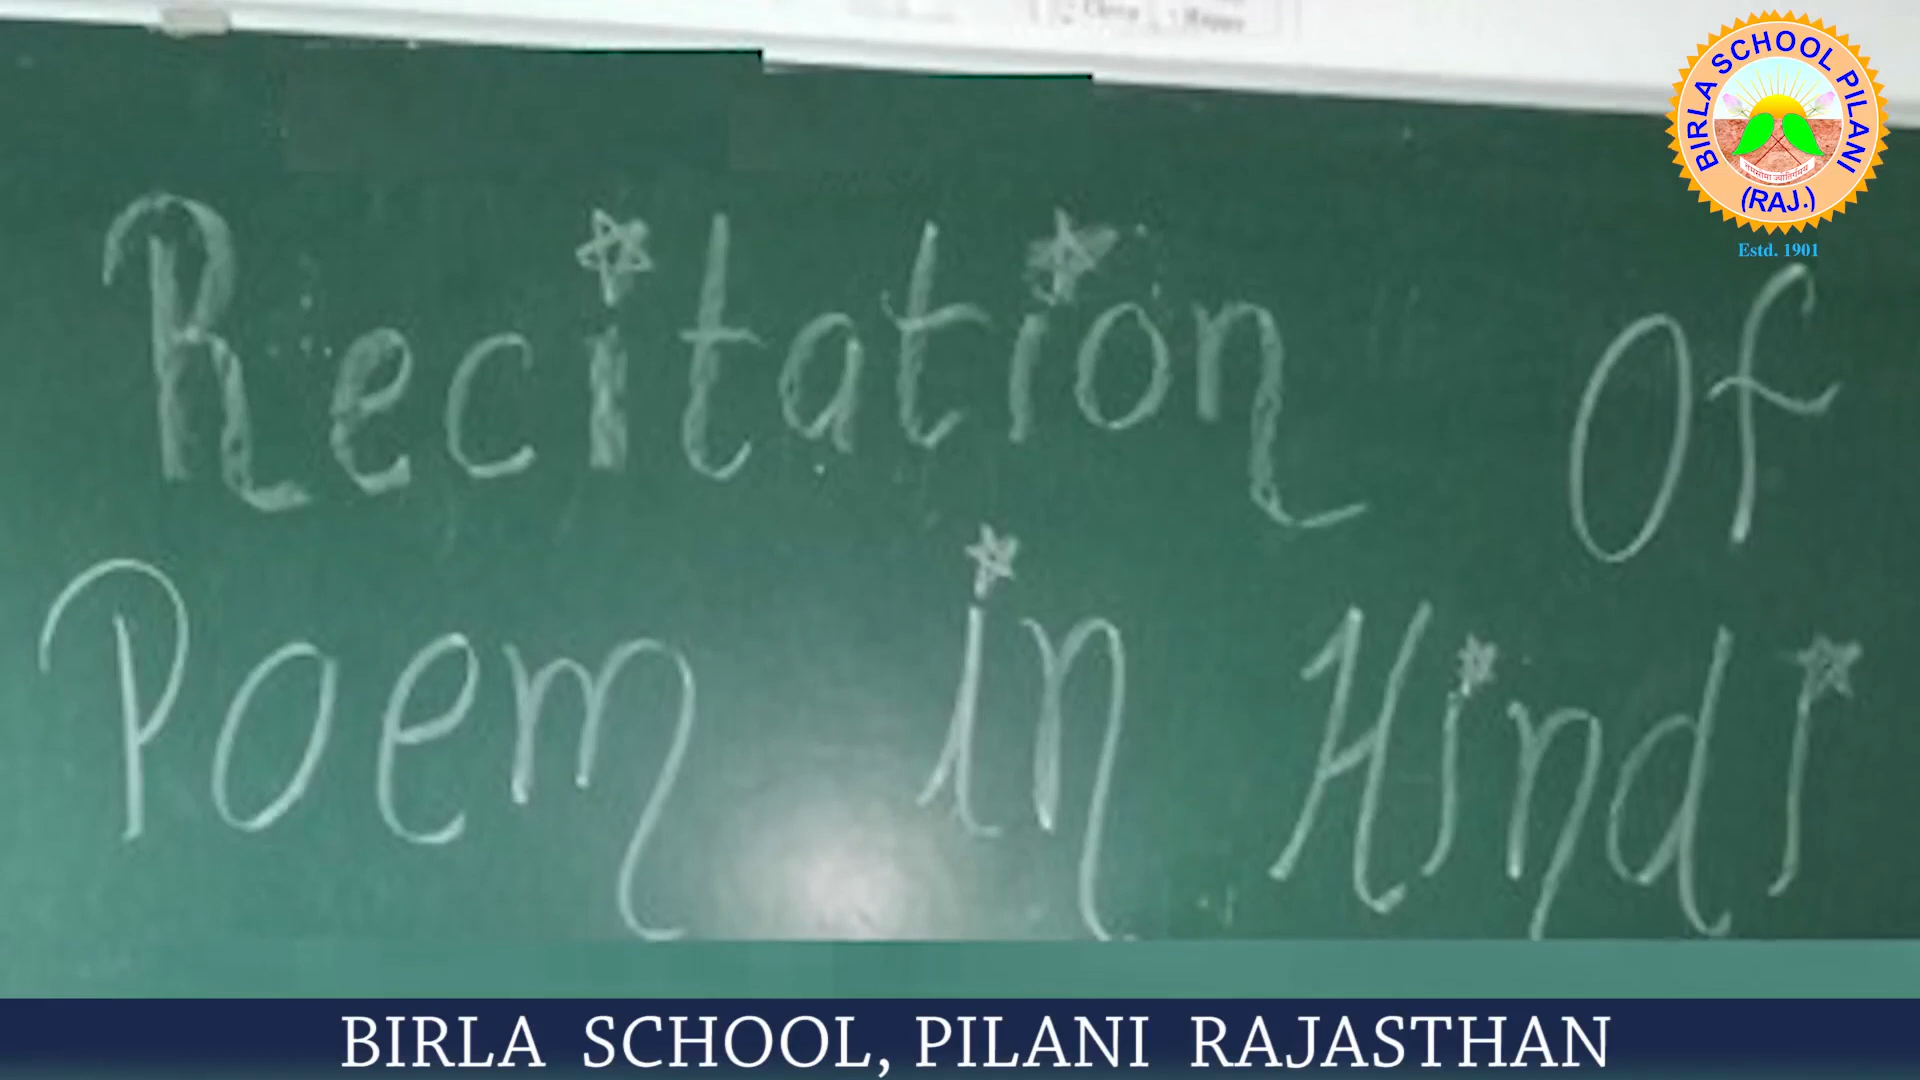 BIRLA SCHOOL PILANI
(RAJ.)
Estd. 1901
Recitation Of
Poem in Hindi
BIRLA SCHOOL, PILANI RAJASTHAN